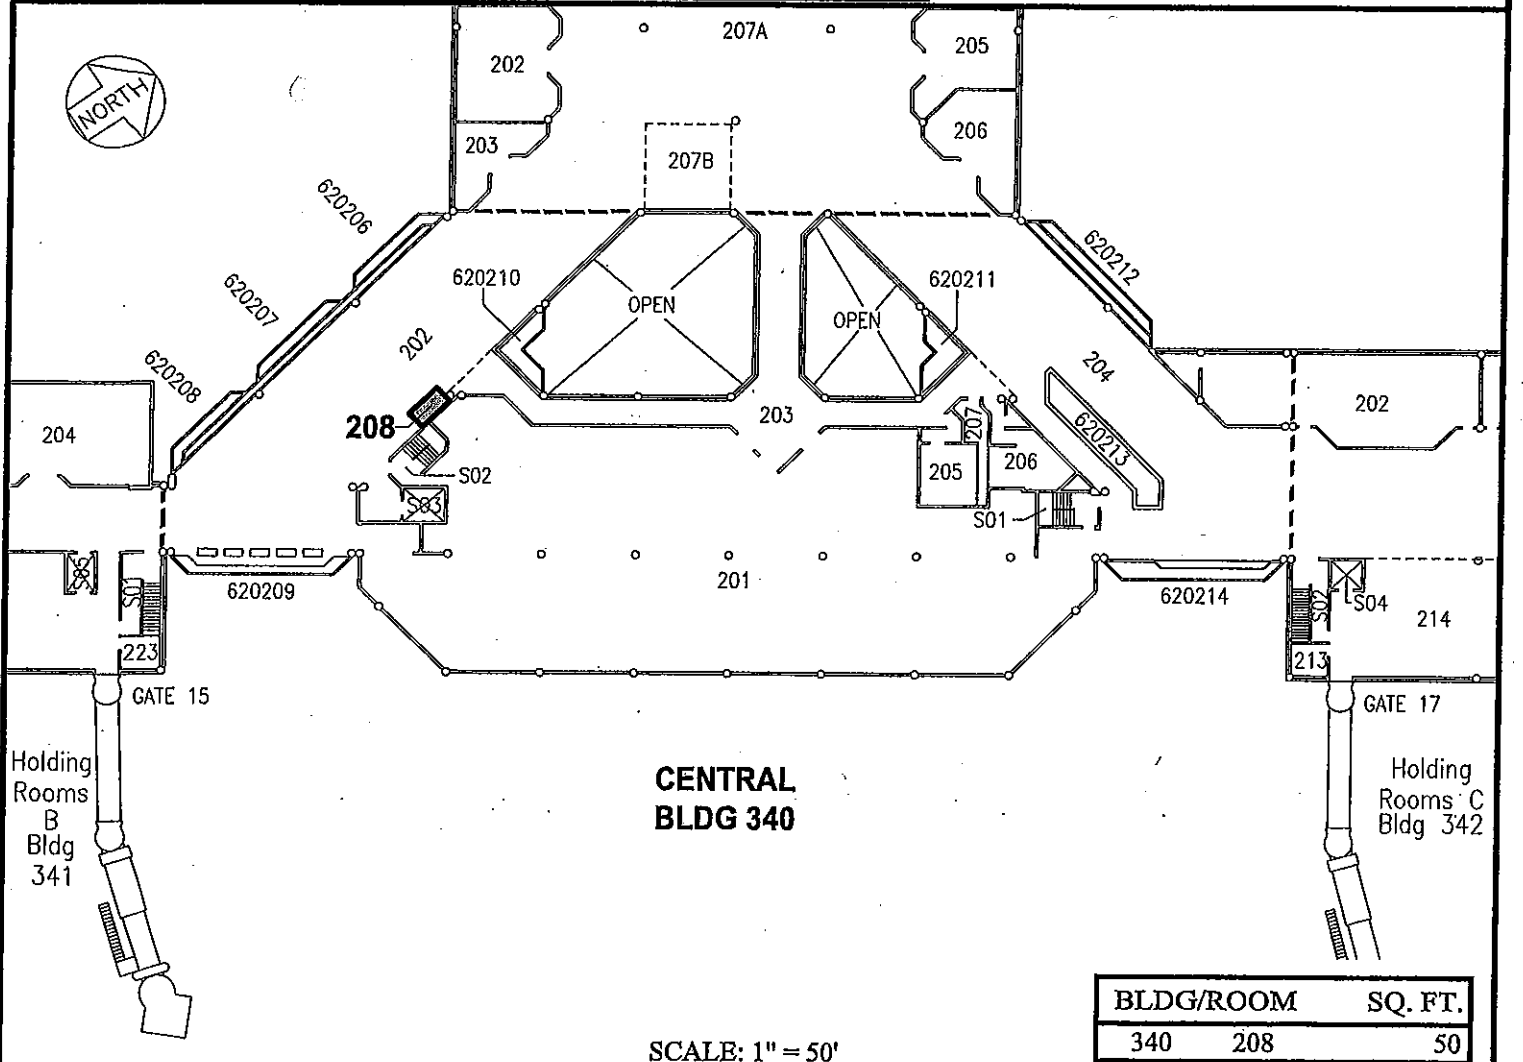 207A
202
205
NORTH
203
206
207B
620206
620212
620210
620211
620207
OPEN
OPEN
202
620208
204
203
202
208
204
207
620213
205
206
S02
S03
S01
201
S05
S01
620209
620214
S02
S04
214
223
213
GATE 15
GATE 17
Holding
Rooms
B
Bldg
341
CENTRAL
BLDG 340
Holding
Rooms C
Bldg 342
BLDG/ROOM SQ. FT.
340 208 50
SCALE: 1" = 50'